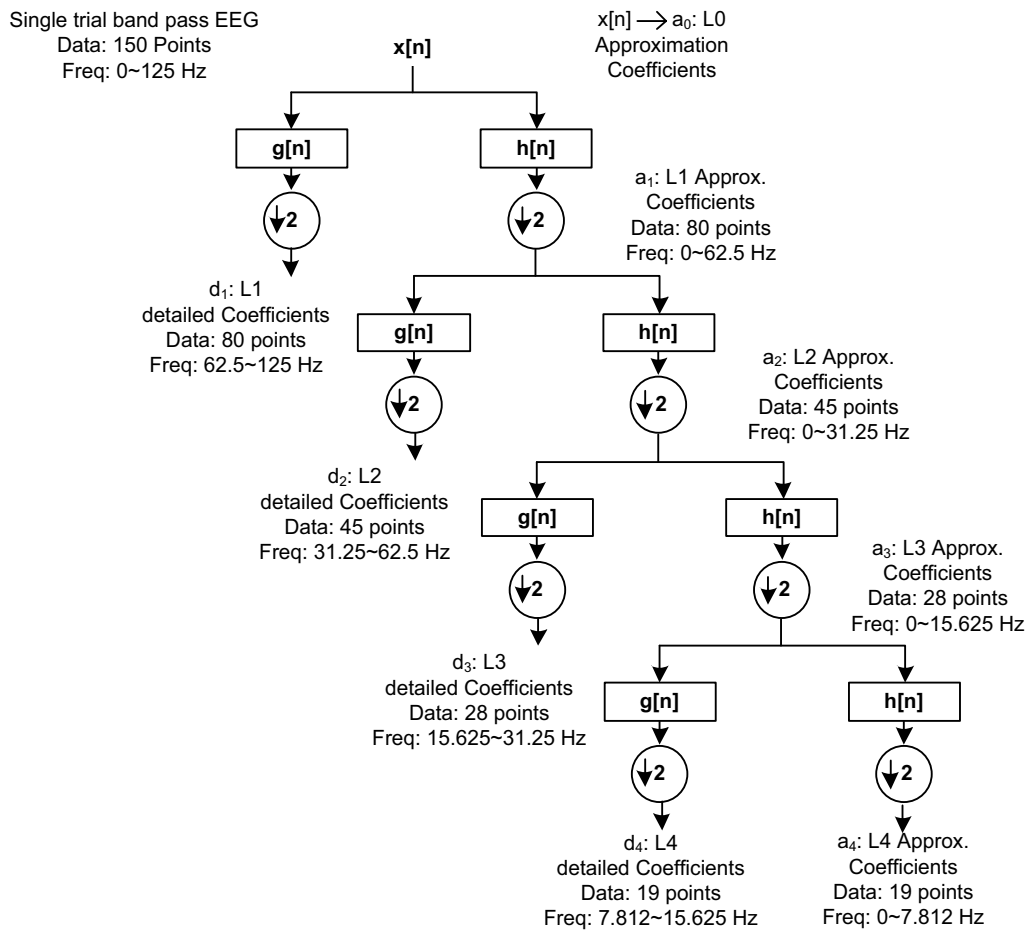 Single trial band pass EEG
Data: 150 Points
Freq: 0~125 Hz
x[n]
x[n] → a₀: L0
Approximation
Coefficients
g[n]
h[n]
↓2
↓2
a₁: L1 Approx.
Coefficients
Data: 80 points
Freq: 0~62.5 Hz
d₁: L1
detailed Coefficients
Data: 80 points
Freq: 62.5~125 Hz
g[n]
h[n]
↓2
↓2
a₂: L2 Approx.
Coefficients
Data: 45 points
Freq: 0~31.25 Hz
d₂: L2
detailed Coefficients
Data: 45 points
Freq: 31.25~62.5 Hz
g[n]
h[n]
↓2
↓2
a₃: L3 Approx.
Coefficients
Data: 28 points
Freq: 0~15.625 Hz
d₃: L3
detailed Coefficients
Data: 28 points
Freq: 15.625~31.25 Hz
g[n]
h[n]
↓2
↓2
d₄: L4
detailed Coefficients
Data: 19 points
Freq: 7.812~15.625 Hz
a₄: L4 Approx.
Coefficients
Data: 19 points
Freq: 0~7.812 Hz